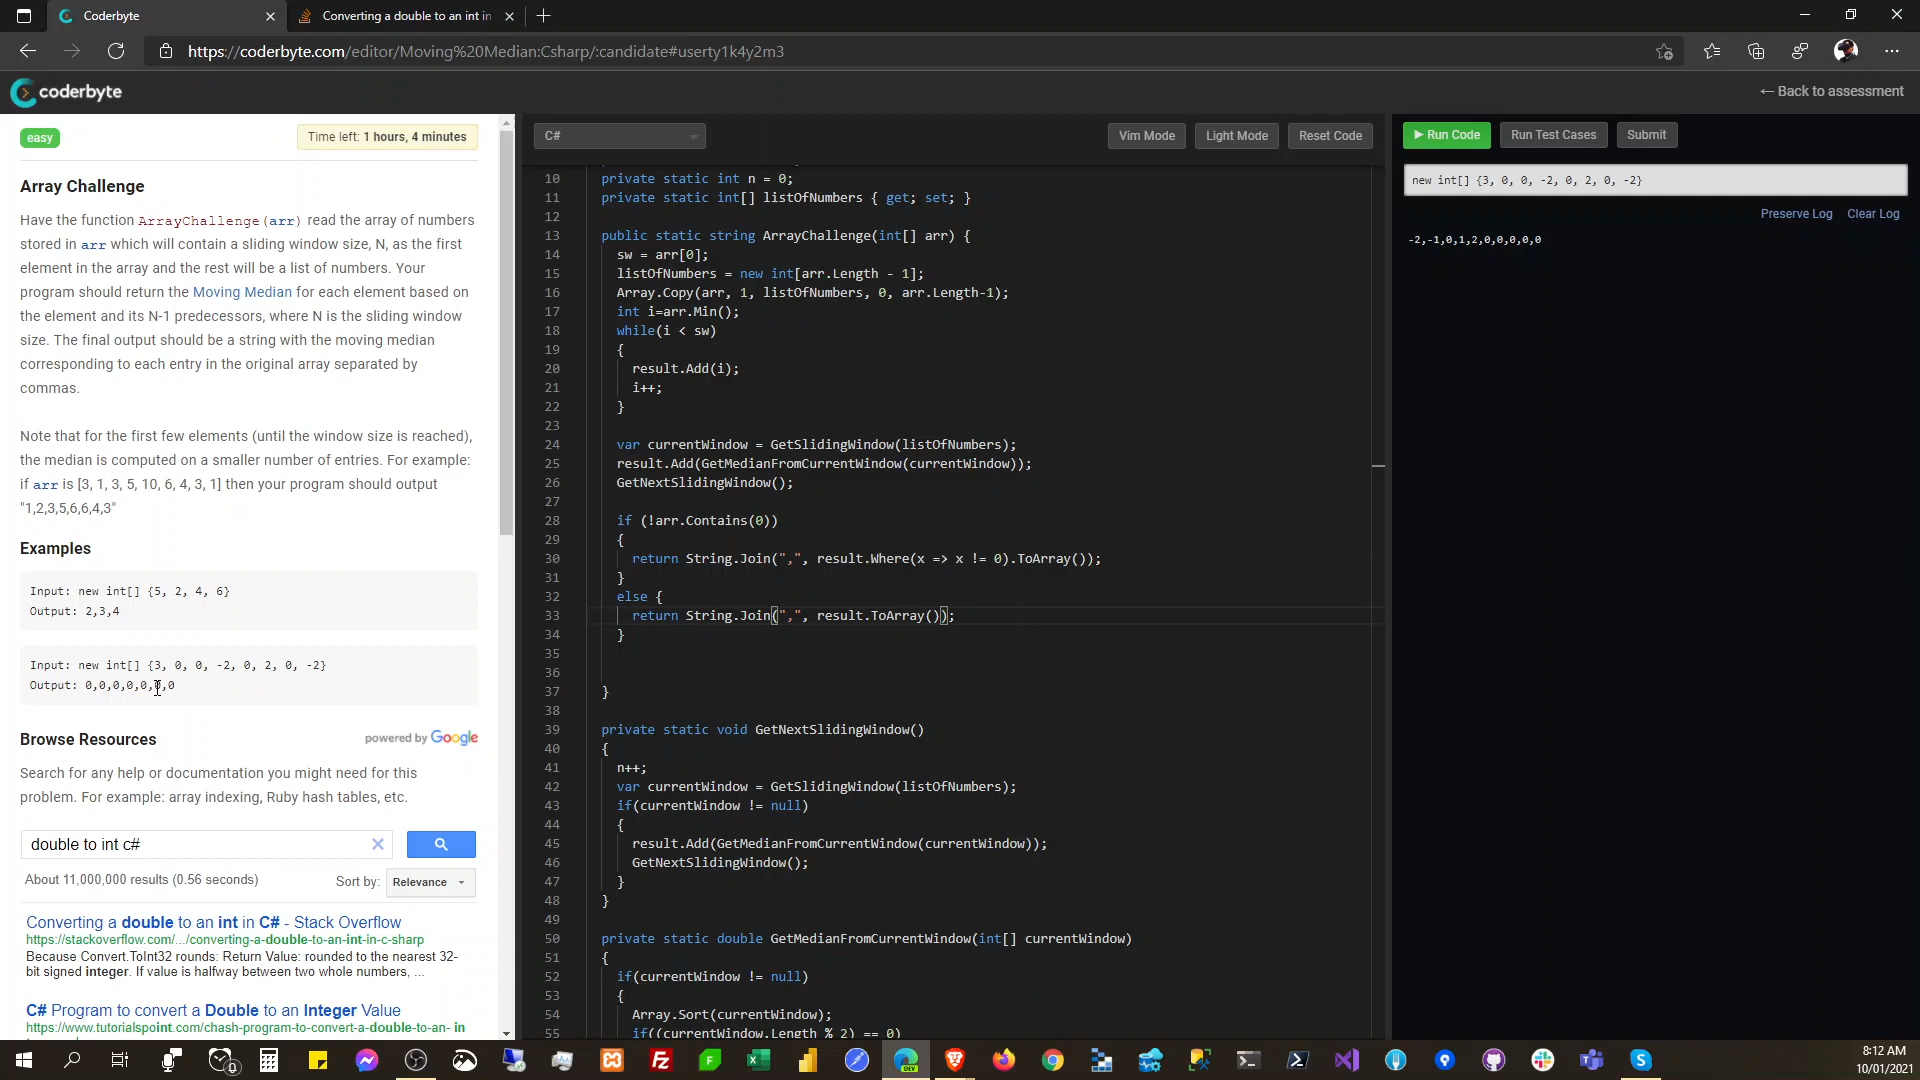 Coderbyte
Converting a double to an int in
https://coderbyte.com/editor/Moving%20Median:Csharp/:candidate#userty1k4y2m3
coderbyte
← Back to assessment
easy
Time left: 1 hours, 4 minutes
Array Challenge
Have the function ArrayChallenge(arr) read the array of numbers
stored in arr which will contain a sliding window size, N, as the first
element in the array and the rest will be a list of numbers. Your
program should return the Moving Median for each element based on
the element and its N-1 predecessors, where N is the sliding window
size. The final output should be a string with the moving median
corresponding to each entry in the original array separated by
commas.
Note that for the first few elements (until the window size is reached),
the median is computed on a smaller number of entries. For example:
if arr is [3, 1, 3, 5, 10, 6, 4, 3, 1] then your program should output
"1,2,3,5,6,6,4,3"
Examples
Input: new int[] {5, 2, 4, 6}
Output: 2,3,4
Input: new int[] {3, 0, 0, -2, 0, 2, 0, -2}
Output: 0,0,0,0,0,0,0
Browse Resources
powered by Google
Search for any help or documentation you might need for this
problem. For example: array indexing, Ruby hash tables, etc.
double to int c#
About 11,000,000 results (0.56 seconds)
Sort by: Relevance
Converting a double to an int in C# - Stack Overflow
https://stackoverflow.com/.../converting-a-double-to-an-int-in-c-sharp
Because Convert.ToInt32 rounds: Return Value: rounded to the nearest 32-
bit signed integer. If value is halfway between two whole numbers, ...
C# Program to convert a Double to an Integer Value
https://www.tutorialspoint.com/chash-program-to-convert-a-double-to-an- in
C#
Vim Mode
Light Mode
Reset Code
10 private static int n = 0;
11 private static int[] listOfNumbers { get; set; }
12
13 public static string ArrayChallenge(int[] arr) {
14 sw = arr[0];
15 listOfNumbers = new int[arr.Length - 1];
16 Array.Copy(arr, 1, listOfNumbers, 0, arr.Length-1);
17 int i=arr.Min();
18 while(i < sw)
19 {
20 result.Add(i);
21 i++;
22 }
23
24 var currentWindow = GetSlidingWindow(listOfNumbers);
25 result.Add(GetMedianFromCurrentWindow(currentWindow));
26 GetNextSlidingWindow();
27
28 if (!arr.Contains(0))
29 {
30 return String.Join(",", result.Where(x => x != 0).ToArray());
31 }
32 else {
33 return String.Join(",", result.ToArray());
34 }
35
36
37 }
38
39 private static void GetNextSlidingWindow()
40 {
41 n++;
42 var currentWindow = GetSlidingWindow(listOfNumbers);
43 if(currentWindow != null)
44 {
45 result.Add(GetMedianFromCurrentWindow(currentWindow));
46 GetNextSlidingWindow();
47 }
48 }
49
50 private static double GetMedianFromCurrentWindow(int[] currentWindow)
51 {
52 if(currentWindow != null)
53 {
54 Array.Sort(currentWindow);
55 if((currentWindow.Length % 2) == 0)
Run Code
Run Test Cases
Submit
new int[] {3, 0, 0, -2, 0, 2, 0, -2}
Preserve Log
Clear Log
-2,-1,0,1,2,0,0,0,0,0
8:12 AM
10/01/2021